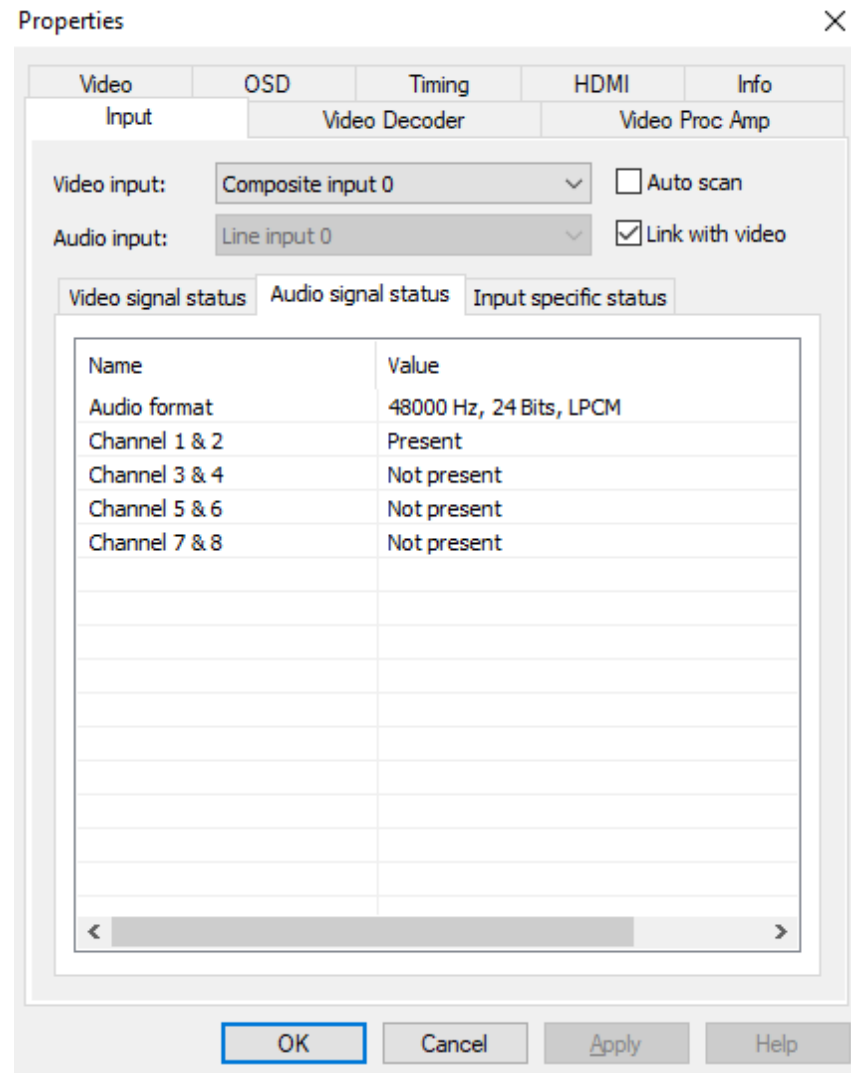 Properties
Video OSD Timing HDMI Info
Input Video Decoder Video Proc Amp
Video input: Composite input 0 Auto scan
Audio input: Line input 0 Link with video
Video signal status Audio signal status Input specific status
Name Value
Audio format 48000 Hz, 24 Bits, LPCM
Channel 1 & 2 Present
Channel 3 & 4 Not present
Channel 5 & 6 Not present
Channel 7 & 8 Not present
OK Cancel Apply Help